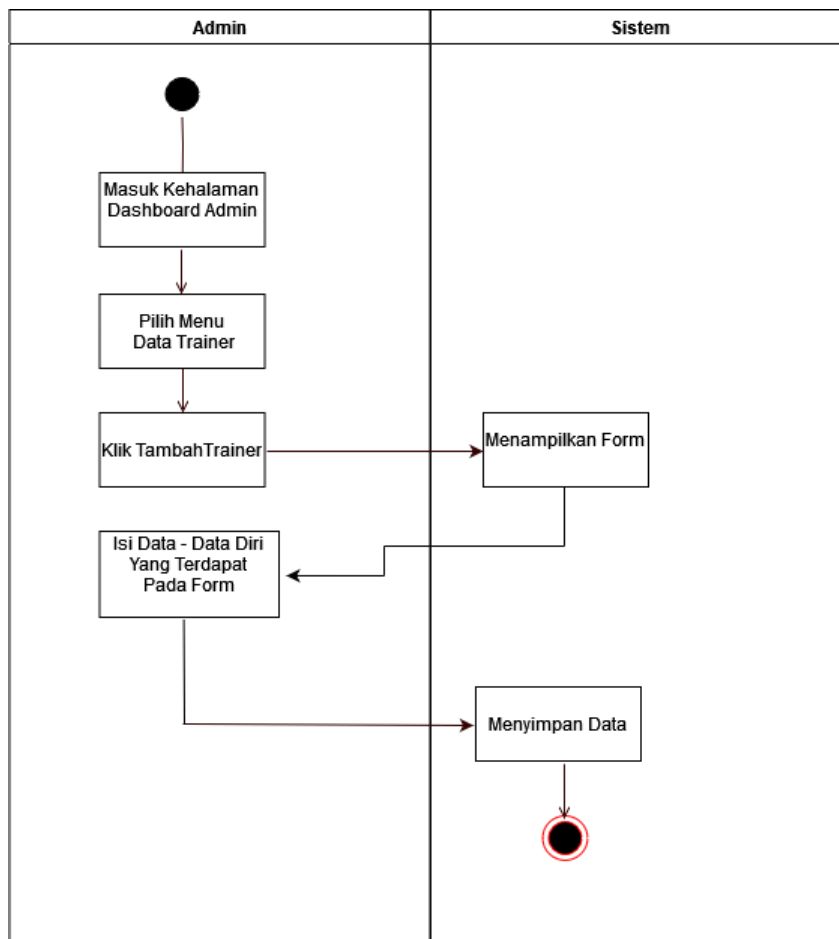 Admin
Sistem
Masuk Kehalaman
Dashboard Admin
Pilih Menu
Data Trainer
Klik TambahTrainer
Menampilkan Form
Isi Data - Data Diri
Yang Terdapat
Pada Form
Menyimpan Data